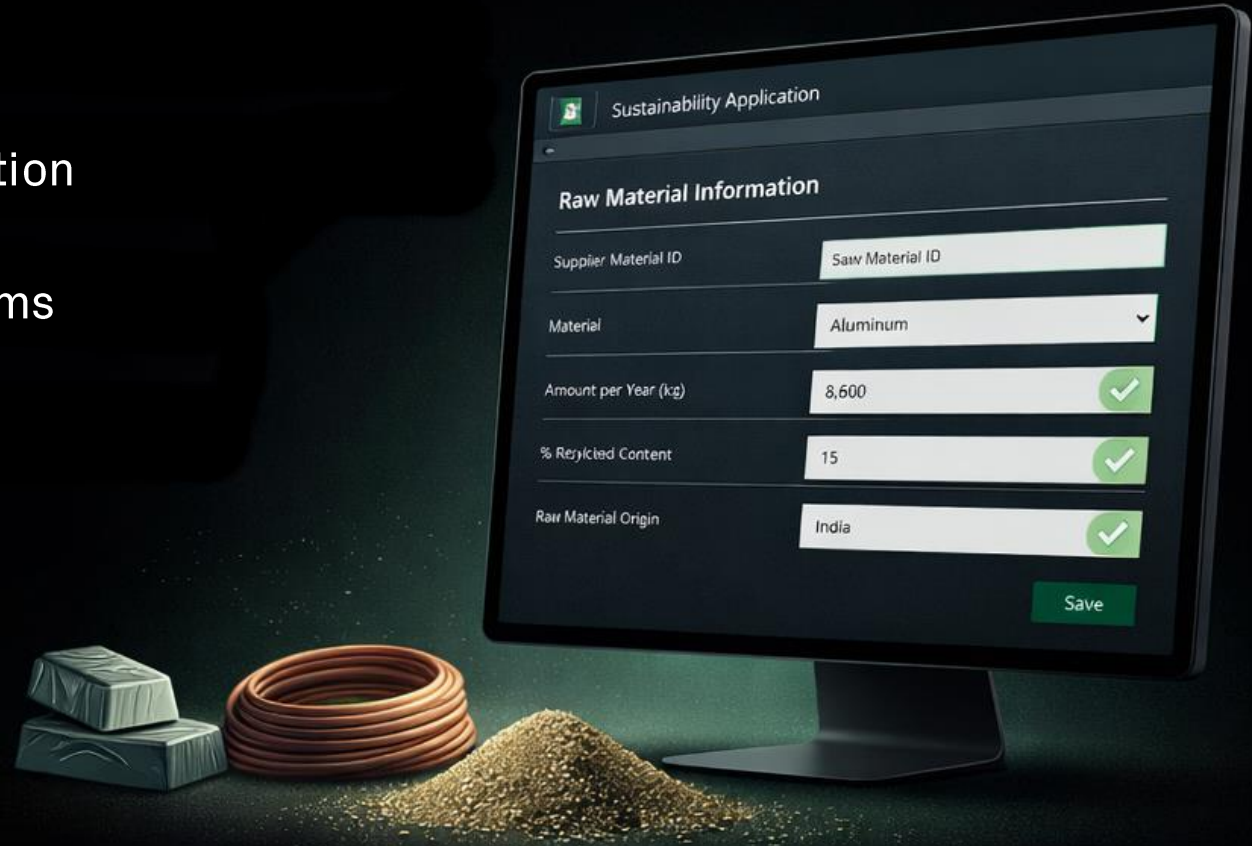 tion
ms
Sustainability Application
Raw Material Information
Supplier Material ID Saw Material ID
Material Aluminum
Amount per Year (kg) 8,600
% Reyicled Content 15
Raw Material Origin India
Save